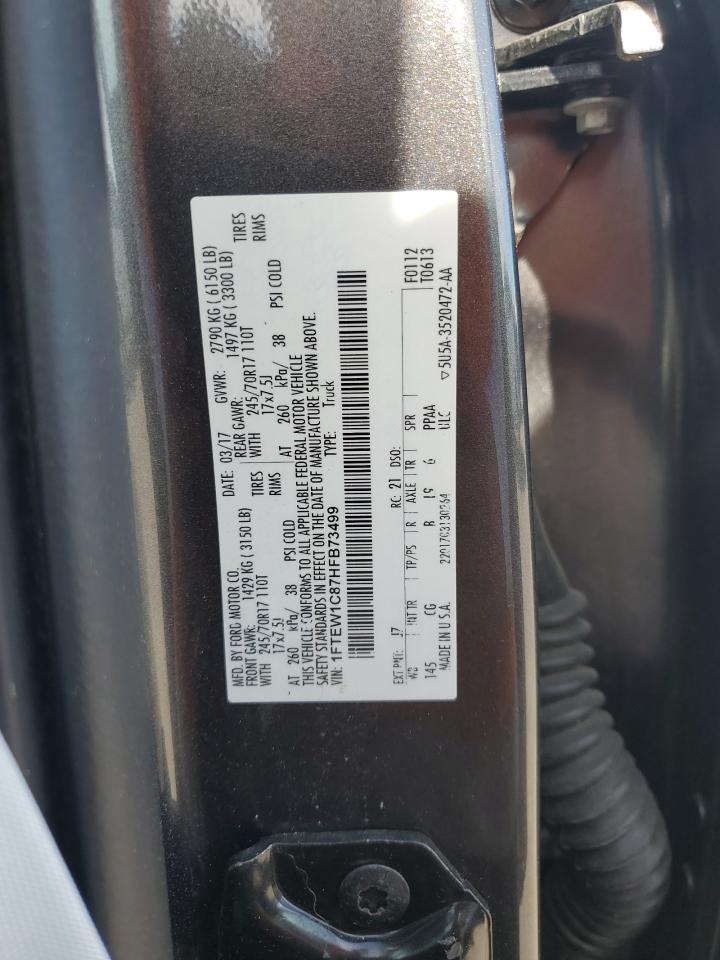 MFD. BY FORD MOTOR CO.
DATE: 03/17 GVWR: 2790 KG ( 6150 LB)
FRONT GAWR: 1429 KG ( 3150 LB) REAR GAWR: 1497 KG ( 3300 LB)
WITH 245/70R17 110T TIRES WITH 245/70R17 110T TIRES
17x7.5J RIMS 17x7.5J RIMS
AT 260 kPa/ 38 PSI COLD AT 260 kPa/ 38 PSI COLD
THIS VEHICLE CONFORMS TO ALL APPLICABLE FEDERAL MOTOR VEHICLE
SAFETY STANDARDS IN EFFECT ON THE DATE OF MANUFACTURE SHOWN ABOVE.
VIN: 1FTEW1C87HFB73499 TYPE: Truck
F0112
T0613
EXT PNT: J7 RC: 21 DSO:
WB INT TR TP/PS R AXLE TR SPR
145 CG B 19 6 PPAA
MADE IN U.S.A. ULC
▽5U5A-3520472-AA